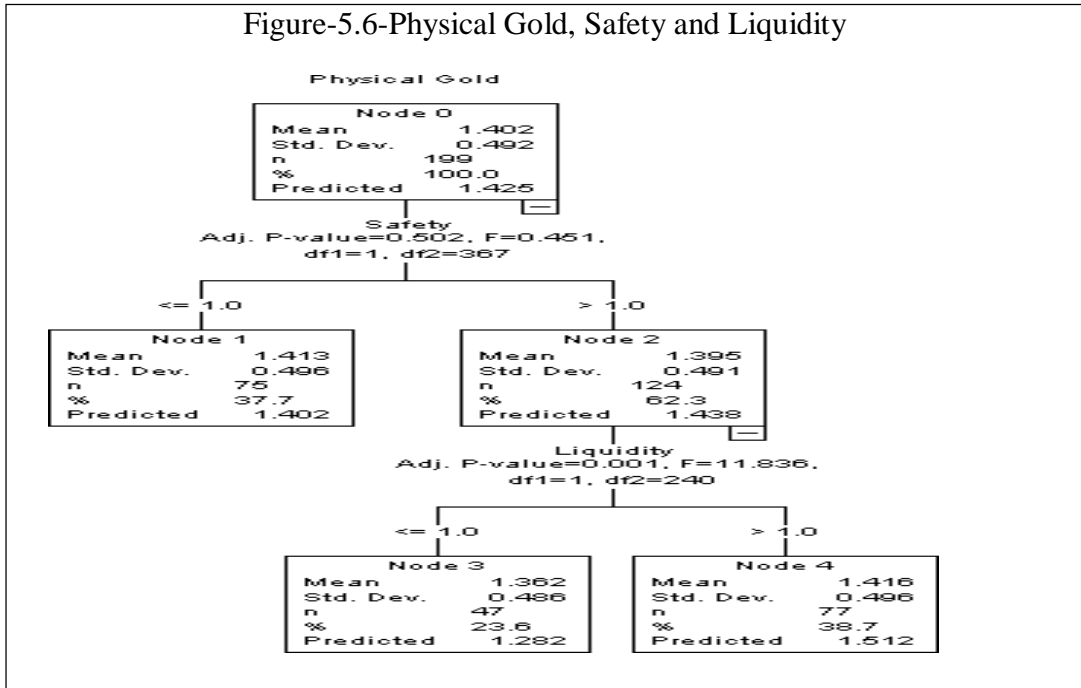 Figure-5.6-Physical Gold, Safety and Liquidity
Physical Gold
Node 0
Mean 1.402
Std. Dev. 0.492
n 199
% 100.0
Predicted 1.425
Safety
Adj. P-value=0.502, F=0.451,
df1=1, df2=367
<= 1.0
> 1.0
Node 1
Mean 1.413
Std. Dev. 0.496
n 75
% 37.7
Predicted 1.402
Node 2
Mean 1.395
Std. Dev. 0.491
n 124
% 62.3
Predicted 1.438
Liquidity
Adj. P-value=0.001, F=11.836,
df1=1, df2=240
<= 1.0
> 1.0
Node 3
Mean 1.362
Std. Dev. 0.486
n 47
% 23.6
Predicted 1.282
Node 4
Mean 1.416
Std. Dev. 0.496
n 77
% 38.7
Predicted 1.512